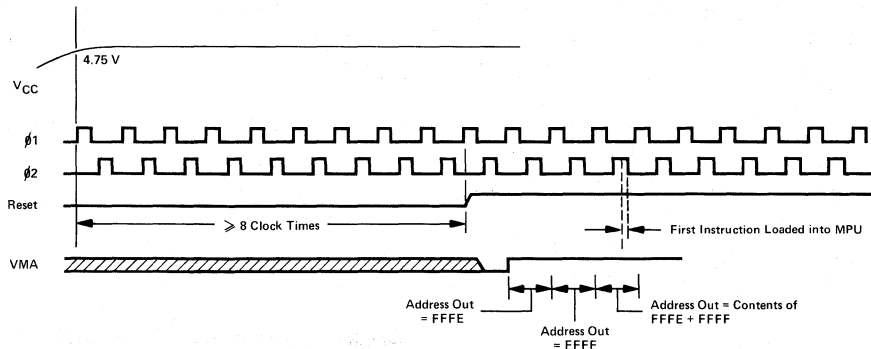 4.75 V
VCC
ϕ1
ϕ2
Reset
⩾ 8 Clock Times
First Instruction Loaded into MPU
VMA
Address Out
= FFFE
Address Out
= FFFF
Address Out = Contents of
FFFE + FFFF